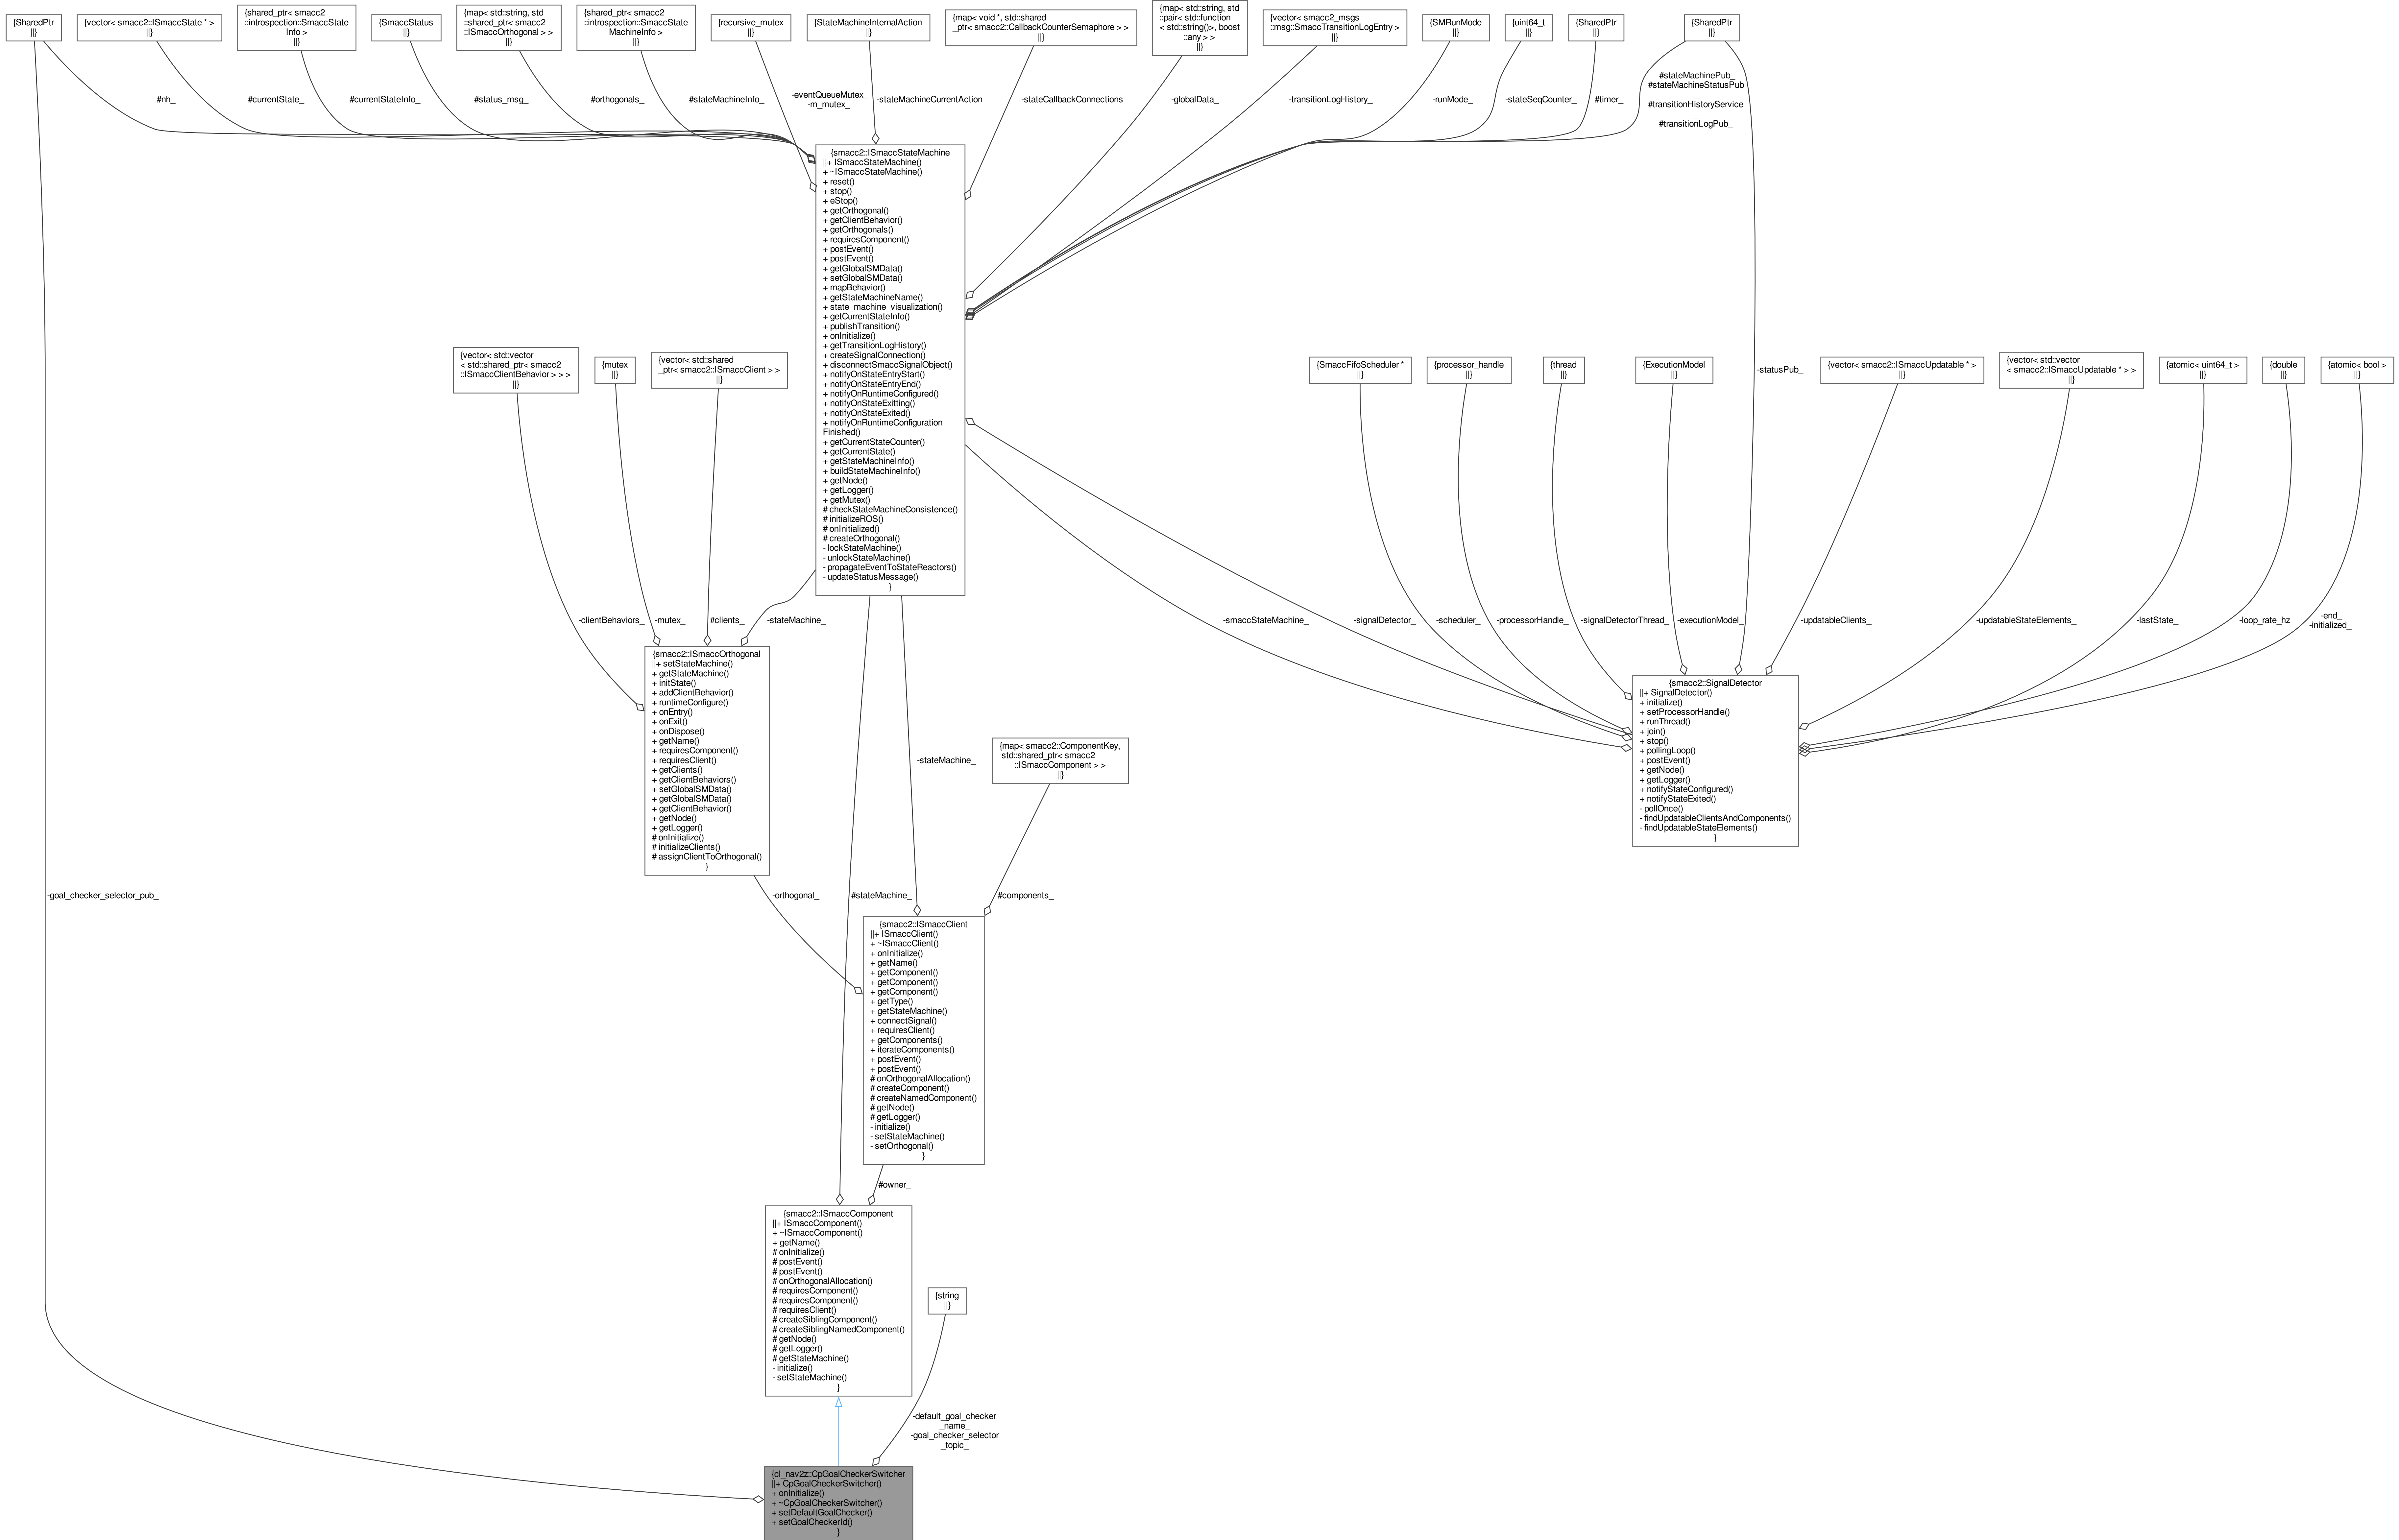 {SharedPtr
||}
{vector< smacc2::ISmaccState * >
||}
{shared_ptr< smacc2
::introspection::SmaccState
Info >
||}
{SmaccStatus
||}
{map< std::string, std
::shared_ptr< smacc2
::ISmaccOrthogonal > >
||}
{shared_ptr< smacc2
::introspection::SmaccState
MachineInfo >
||}
{recursive_mutex
||}
{StateMachineInternalAction
||}
{map< void *, std::shared
_ptr< smacc2::CallbackCounterSemaphore > >
||}
{map< std::string, std
::pair< std::function
< std::string()>, boost
::any > >
||}
{vector< smacc2_msgs
::msg::SmaccTransitionLogEntry >
||}
{SMRunMode
||}
{uint64_t
||}
{SharedPtr
||}
{SharedPtr
||}
#nh_
#currentState_
#currentStateInfo_
#status_msg_
#orthogonals_
#stateMachineInfo_
-eventQueueMutex_
-m_mutex_
-stateMachineCurrentAction
-stateCallbackConnections
-globalData_
-transitionLogHistory_
-runMode_
-stateSeqCounter_
#timer_
#stateMachinePub_
#stateMachineStatusPub
_
#transitionHistoryService
_
#transitionLogPub_
{smacc2::ISmaccStateMachine
||+ ISmaccStateMachine()
+ ~ISmaccStateMachine()
+ reset()
+ stop()
+ eStop()
+ getOrthogonal()
+ getClientBehavior()
+ getOrthogonals()
+ requiresComponent()
+ postEvent()
+ postEvent()
+ getGlobalSMData()
+ setGlobalSMData()
+ mapBehavior()
+ getStateMachineName()
+ state_machine_visualization()
+ getCurrentStateInfo()
+ publishTransition()
+ onInitialize()
+ getTransitionLogHistory()
+ createSignalConnection()
+ disconnectSmaccSignalObject()
+ notifyOnStateEntryStart()
+ notifyOnStateEntryEnd()
+ notifyOnRuntimeConfigured()
+ notifyOnStateExitting()
+ notifyOnStateExited()
+ notifyOnRuntimeConfiguration
Finished()
+ getCurrentStateCounter()
+ getCurrentState()
+ getStateMachineInfo()
+ buildStateMachineInfo()
+ getNode()
+ getLogger()
+ getMutex()
# checkStateMachineConsistence()
# initializeROS()
# onInitialized()
# createOrthogonal()
- lockStateMachine()
- unlockStateMachine()
- propagateEventToStateReactors()
- updateStatusMessage()
}
{vector< std::vector
< std::shared_ptr< smacc2
::ISmaccClientBehavior > > >
||}
{mutex
||}
{vector< std::shared
_ptr< smacc2::ISmaccClient > >
||}
{SmaccFifoScheduler *
||}
{processor_handle
||}
{thread
||}
{ExecutionModel
||}
-statusPub_
{vector< smacc2::ISmaccUpdatable * >
||}
{vector< std::vector
< smacc2::ISmaccUpdatable * > >
||}
{atomic< uint64_t >
||}
{double
||}
{atomic< bool >
||}
-clientBehaviors_
-mutex_
#clients_
-stateMachine_
-smaccStateMachine_
-signalDetector_
-scheduler_
-processorHandle_
-signalDetectorThread_
-executionModel_
-updatableClients_
-updatableStateElements_
-lastState_
-loop_rate_hz
-end_
-initialized_
{smacc2::ISmaccOrthogonal
||+ setStateMachine()
+ getStateMachine()
+ initState()
+ addClientBehavior()
+ runtimeConfigure()
+ onEntry()
+ onExit()
+ onDispose()
+ getName()
+ requiresComponent()
+ requiresClient()
+ getClients()
+ getClientBehaviors()
+ setGlobalSMData()
+ getGlobalSMData()
+ getClientBehavior()
+ getNode()
+ getLogger()
# onInitialize()
# initializeClients()
# assignClientToOrthogonal()
}
{smacc2::SignalDetector
||+ SignalDetector()
+ initialize()
+ setProcessorHandle()
+ runThread()
+ join()
+ stop()
+ pollingLoop()
+ postEvent()
+ getNode()
+ getLogger()
+ notifyStateConfigured()
+ notifyStateExited()
- pollOnce()
- findUpdatableClientsAndComponents()
- findUpdatableStateElements()
}
-stateMachine_
{map< smacc2::ComponentKey,
std::shared_ptr< smacc2
::ISmaccComponent > >
||}
-goal_checker_selector_pub_
-orthogonal_
#stateMachine_
#components_
{smacc2::ISmaccClient
||+ ISmaccClient()
+ ~ISmaccClient()
+ onInitialize()
+ getName()
+ getComponent()
+ getComponent()
+ getComponent()
+ getType()
+ getStateMachine()
+ connectSignal()
+ requiresClient()
+ getComponents()
+ iterateComponents()
+ postEvent()
+ postEvent()
# onOrthogonalAllocation()
# createComponent()
# createNamedComponent()
# getNode()
# getLogger()
- initialize()
- setStateMachine()
- setOrthogonal()
}
#owner_
{smacc2::ISmaccComponent
||+ ISmaccComponent()
+ ~ISmaccComponent()
+ getName()
# onInitialize()
# postEvent()
# postEvent()
# onOrthogonalAllocation()
# requiresComponent()
# requiresComponent()
# requiresClient()
# createSiblingComponent()
# createSiblingNamedComponent()
# getNode()
# getLogger()
# getStateMachine()
- initialize()
- setStateMachine()
}
{string
||}
-default_goal_checker
_name_
-goal_checker_selector
_topic_
{cl_nav2z::CpGoalCheckerSwitcher
||+ CpGoalCheckerSwitcher()
+ onInitialize()
+ ~CpGoalCheckerSwitcher()
+ setDefaultGoalChecker()
+ setGoalCheckerId()
}